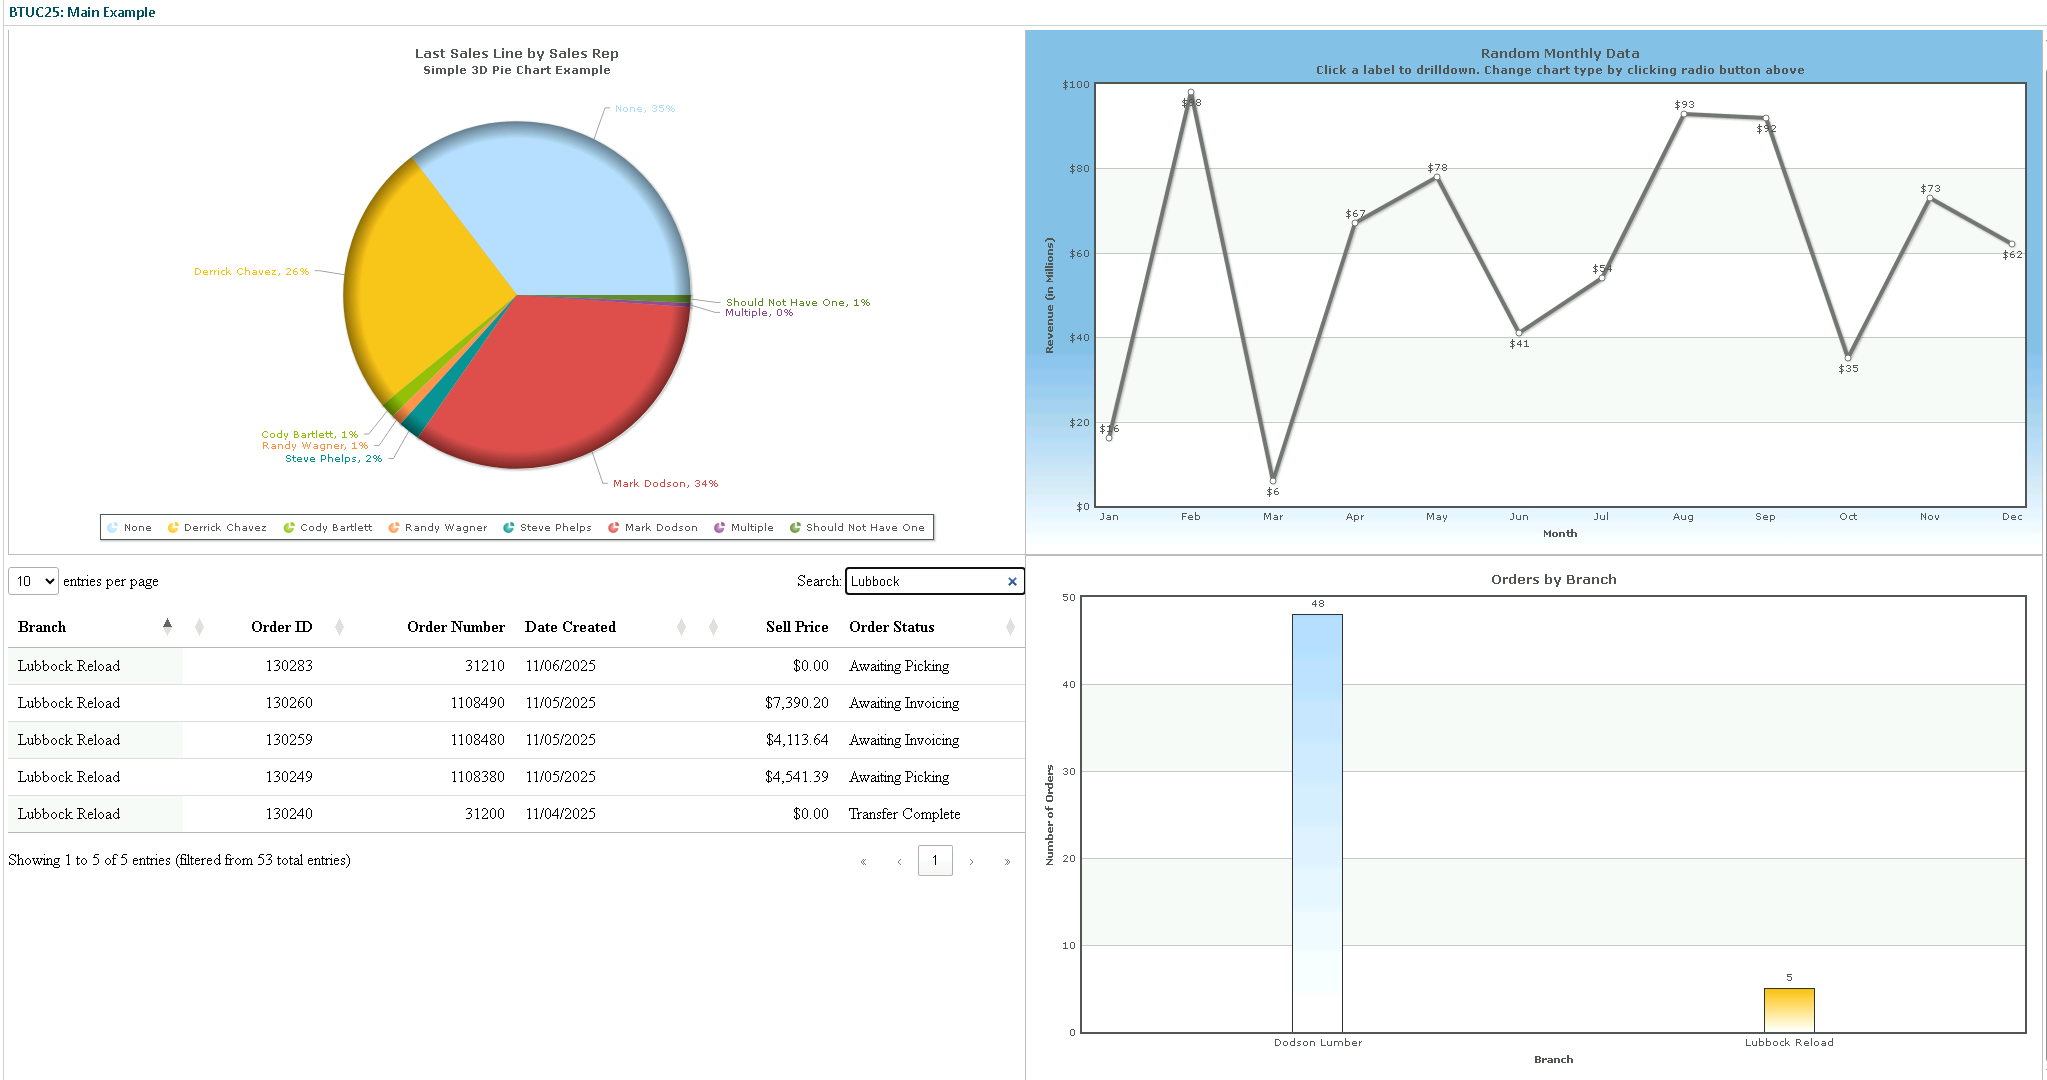 BTUC25: Main Example
Last Sales Line by Sales Rep
Simple 3D Pie Chart Example
None, 35%
Derrick Chavez, 26%
Should Not Have One, 1%
Multiple, 0%
Cody Bartlett, 1%
Randy Wagner, 1%
Steve Phelps, 2%
Mark Dodson, 34%
None Derrick Chavez Cody Bartlett Randy Wagner Steve Phelps Mark Dodson Multiple Should Not Have One
Random Monthly Data
Click a label to drilldown. Change chart type by clicking radio button above
$100
$80
$60
$40
$20
$0
Revenue (in Millions)
$16
$98
$6
$67
$78
$41
$54
$93
$92
$35
$73
$62
Jan Feb Mar Apr May Jun Jul Aug Sep Oct Nov Dec
Month
10 entries per page Search: Lubbock
Branch Order ID Order Number Date Created Sell Price Order Status
Lubbock Reload 130283 31210 11/06/2025 $0.00 Awaiting Picking
Lubbock Reload 130260 1108490 11/05/2025 $7,390.20 Awaiting Invoicing
Lubbock Reload 130259 1108480 11/05/2025 $4,113.64 Awaiting Invoicing
Lubbock Reload 130249 1108380 11/05/2025 $4,541.39 Awaiting Picking
Lubbock Reload 130240 31200 11/04/2025 $0.00 Transfer Complete
Showing 1 to 5 of 5 entries (filtered from 53 total entries) « ‹ 1 › »
Orders by Branch
50
40
30
20
10
0
Number of Orders
48
5
Dodson Lumber Lubbock Reload
Branch